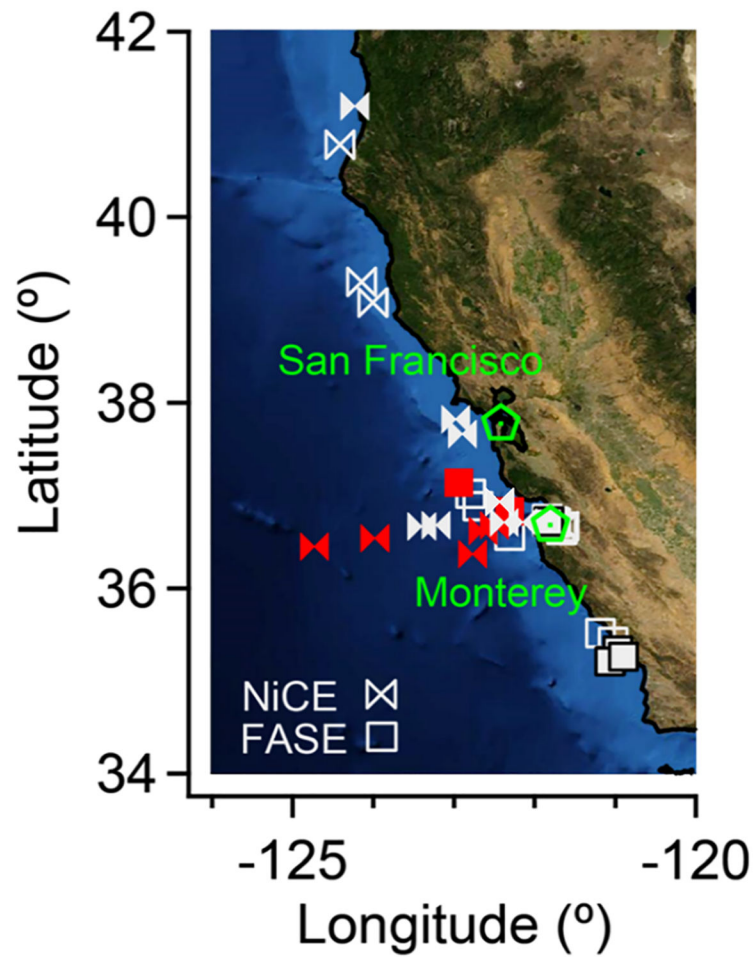 42
40
38
36
34
Latitude (º)
San Francisco
Monterey
NiCE
FASE
-125
-120
Longitude (º)